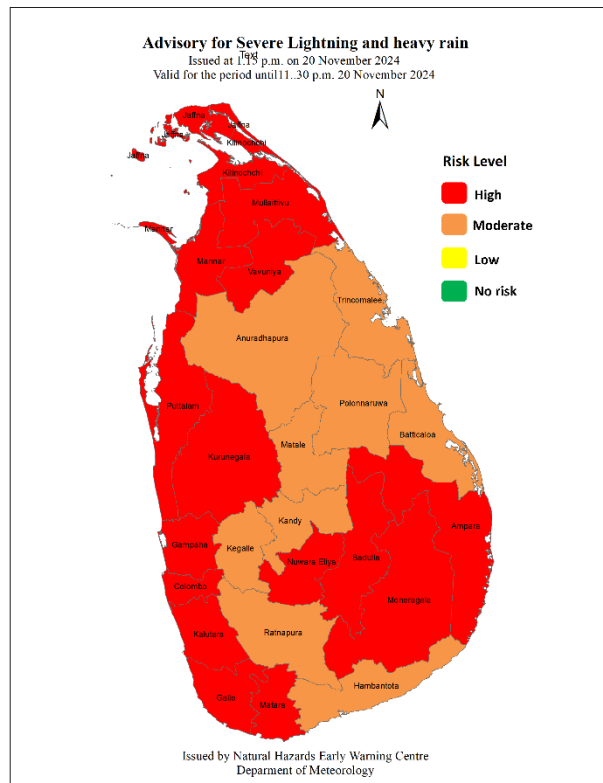 Advisory for Severe Lightning and heavy rain
Issued at 1.15 p.m. on 20 November 2024
Text
Valid for the period until11..30 p.m. 20 November 2024
N
Risk Level
High
Moderate
Low
No risk
Jaffna
Jaffna
Jaffna
Kilinochchi
Jaffna
Kilinochchi
Mullaitivu
Mannar
Mannar
Vavuniya
Trincomalee
Anuradhapura
Polonnaruwa
Puttalam
Batticaloa
Matale
Kurunegala
Kandy
Ampara
Gampaha
Kegalle
Nuwara Eliya
Badulla
Colombo
Monaragala
Kalutara
Ratnapura
Hambantota
Galle
Matara
Issued by Natural Hazards Early Warning Centre
Deparment of Meteorology